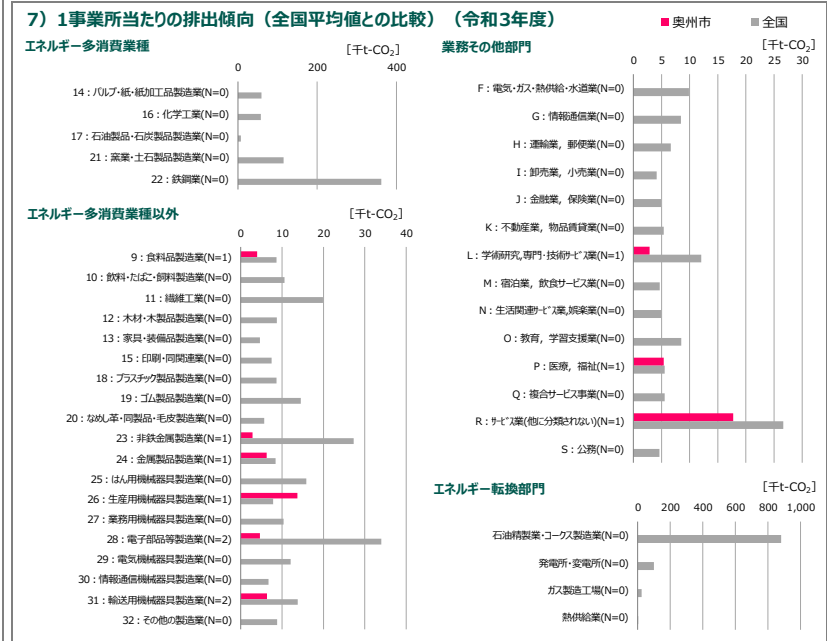 7）1事業所当たりの排出傾向（全国平均値との比較）（令和3年度）
奥州市
全国
エネルギー多消費業種
[千t-CO₂]
0 200 400
14：パルプ・紙・紙加工品製造業(N=0)
16：化学工業(N=0)
17：石油製品・石炭製品製造業(N=0)
21：窯業・土石製品製造業(N=0)
22：鉄鋼業(N=0)
エネルギー多消費業種以外
[千t-CO₂]
0 10 20 30 40
9：食料品製造業(N=1)
10：飲料・たばこ・飼料製造業(N=0)
11：繊維工業(N=0)
12：木材・木製品製造業(N=0)
13：家具・装備品製造業(N=0)
15：印刷・同関連業(N=0)
18：プラスチック製品製造業(N=0)
19：ゴム製品製造業(N=0)
20：なめし革・同製品・毛皮製造業(N=0)
23：非鉄金属製造業(N=1)
24：金属製品製造業(N=1)
25：はん用機械器具製造業(N=0)
26：生産用機械器具製造業(N=1)
27：業務用機械器具製造業(N=0)
28：電子部品等製造業(N=2)
29：電気機械器具製造業(N=0)
30：情報通信機械器具製造業(N=0)
31：輸送用機械器具製造業(N=2)
32：その他の製造業(N=0)
業務その他部門
[千t-CO₂]
0 5 10 15 20 25 30
F：電気・ガス・熱供給・水道業(N=0)
G：情報通信業(N=0)
H：運輸業，郵便業(N=0)
I：卸売業，小売業(N=0)
J：金融業，保険業(N=0)
K：不動産業，物品賃貸業(N=0)
L：学術研究,専門・技術ｻｰﾋﾞｽ業(N=1)
M：宿泊業，飲食サービス業(N=0)
N：生活関連ｻｰﾋﾞｽ業,娯楽業(N=0)
O：教育，学習支援業(N=0)
P：医療，福祉(N=1)
Q：複合サービス事業(N=0)
R：ｻｰﾋﾞｽ業(他に分類されない)(N=1)
S：公務(N=0)
エネルギー転換部門
[千t-CO₂]
0 200 400 600 800 1,000
石油精製業・コークス製造業(N=0)
発電所・変電所(N=0)
ガス製造工場(N=0)
熱供給業(N=0)